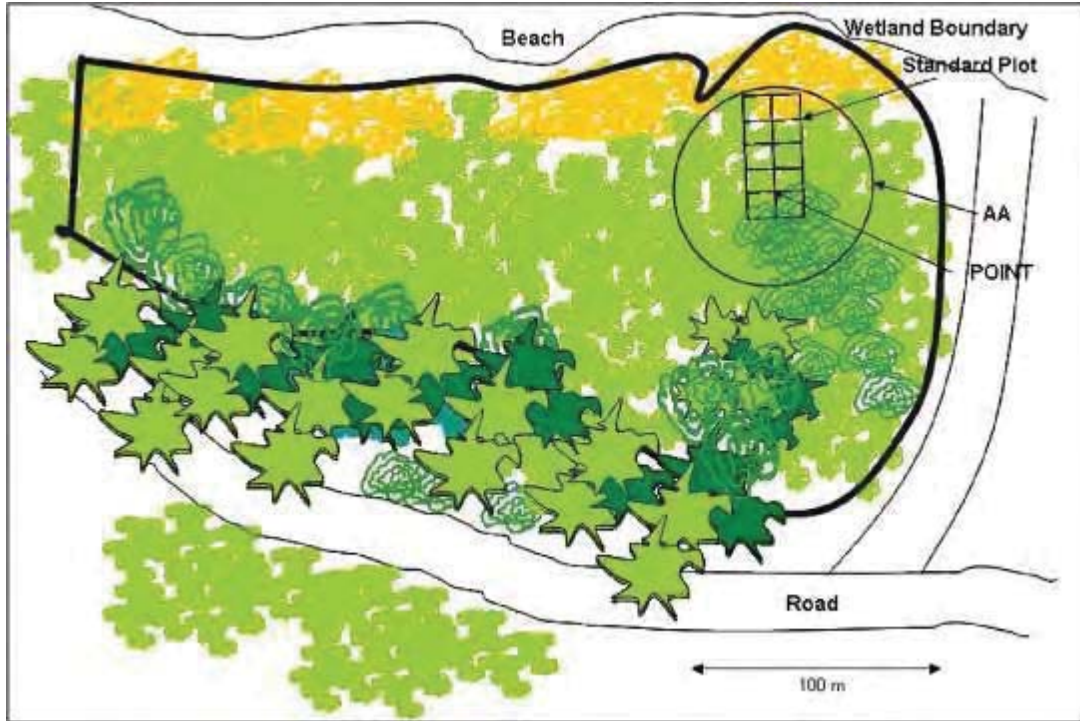 Beach
Wetland Boundary
Standard Plot
AA
POINT
Road
100 m